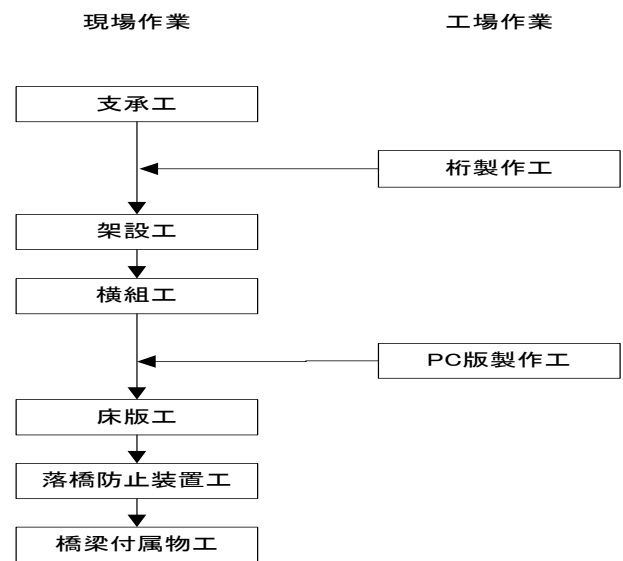 現場作業
工場作業
支承工
桁製作工
架設工
横組工
PC版製作工
床版工
落橋防止装置工
橋梁付属物工